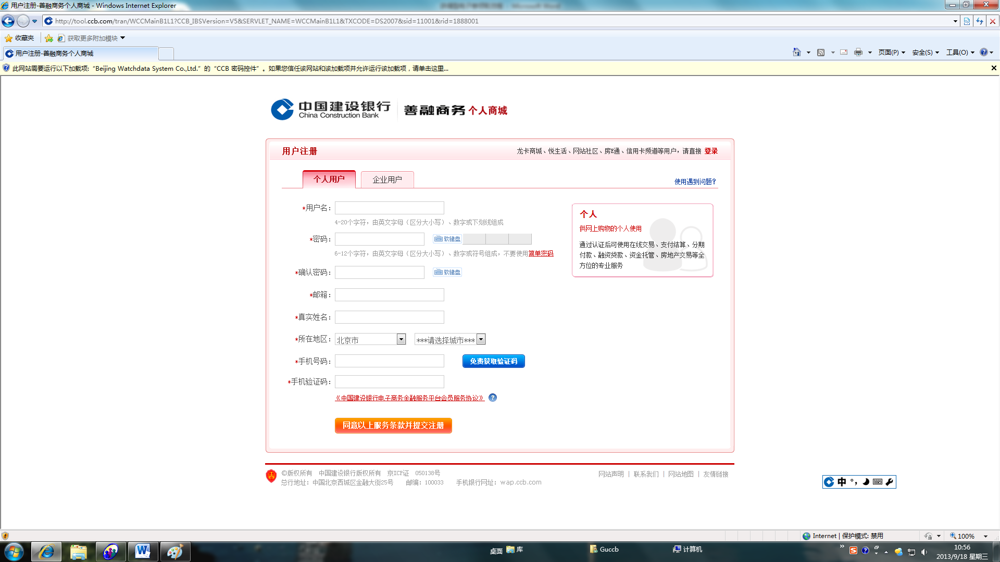 用户注册-善融商务个人商城 - Windows Internet Explorer
http://tool.ccb.com/tran/WCCMainB1L1?CCB_IBSVersion=V5&SERVLET_NAME=WCCMainB1L1&TXCODE=DS2007&sid=11001&rid=1888001
收藏夹 获取更多附加模块
用户注册-善融商务个人商城 页面(P) 安全(S) 工具(O)
此网站需要运行以下加载项:“Beijing Watchdata System Co.,Ltd.”的“CCB 密码控件”。如果您信任该网站和该加载项并允许运行该加载项，请单击这里...
中国建设银行 善融商务 个人商城
China Construction Bank
用户注册 龙卡商城、悦生活、网站社区、房E通、信用卡频道等用户，请直接 登录
个人用户 企业用户 使用遇到问题?
*用户名：
4-20个字符，由英文字母（区分大小写）、数字或下划线组成
*密码： 软键盘
6-12个字符，由英文字母（区分大小写）、数字或符号组成，不要使用简单密码
*确认密码： 软键盘
*邮箱：
*真实姓名：
*所在地区： 北京市 ***请选择城市***
*手机号码： 免费获取验证码
*手机验证码：
《中国建设银行电子商务金融服务平台会员服务协议》 ?
同意以上服务条款并提交注册
个人
供网上购物的个人使用
通过认证后可使用在线交易、支付结算、分期
付款、融资贷款、资金托管、房地产交易等全
方位的专业服务
©版权所有 中国建设银行版权所有 京ICP证 050138号
总行地址：中国北京西城区金融大街25号 邮编：100033 手机银行网址：wap.ccb.com
网站声明 | 联系我们 | 网站地图 | 友情链接
中 °，
Internet | 保护模式: 禁用 100%
桌面 库 Guccb 计算机
10:56
2013/9/18 星期三